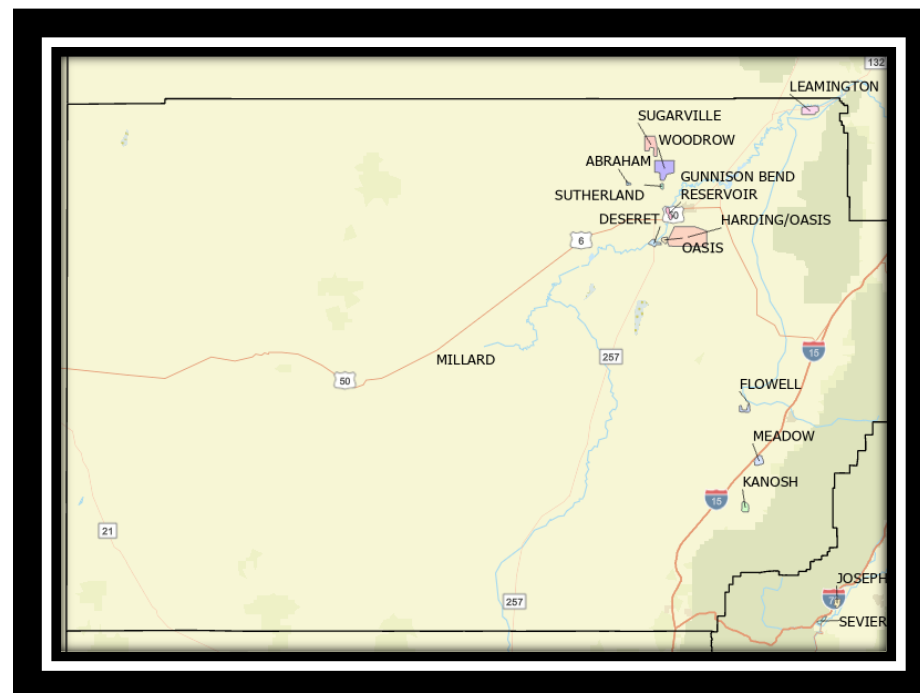 132
LEAMINGTON
SUGARVILLE
WOODROW
ABRAHAM
GUNNISON BEND
RESERVOIR
SUTHERLAND
DESERET
50
HARDING/OASIS
6
OASIS
15
257
MILLARD
50
FLOWELL
MEADOW
KANOSH
15
21
JOSEPH
70
257
SEVIER